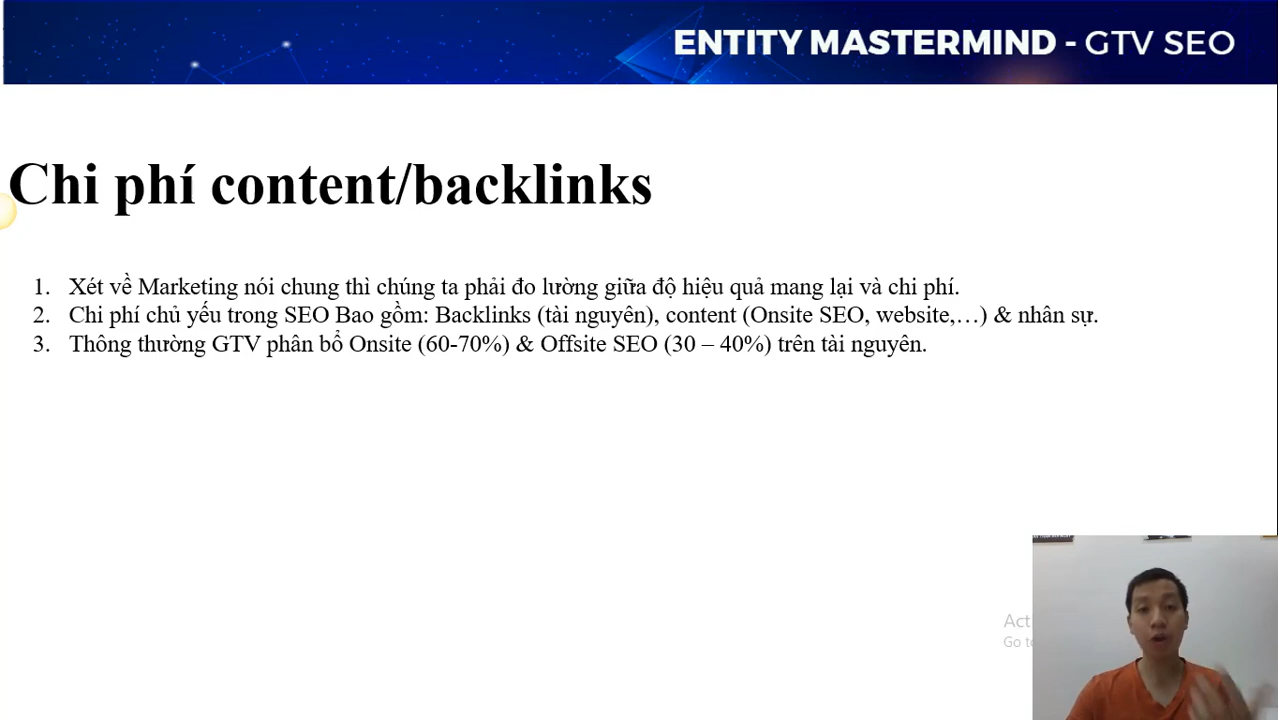 ENTITY MASTERMIND - GTV SEO
Chi phí content/backlinks
1. Xét về Marketing nói chung thì chúng ta phải đo lường giữa độ hiệu quả mang lại và chi phí.
2. Chi phí chủ yếu trong SEO Bao gồm: Backlinks (tài nguyên), content (Onsite SEO, website,…) & nhân sự.
3. Thông thường GTV phân bổ Onsite (60-70%) & Offsite SEO (30 – 40%) trên tài nguyên.
Act
Go to